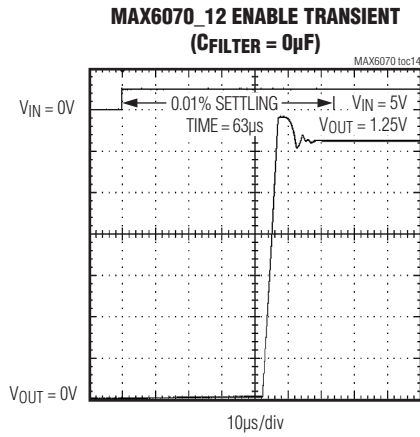 MAX6070_12 ENABLE TRANSIENT
(CFILTER = 0µF)
MAX6070 toc14
VIN = 0V
0.01% SETTLING
TIME = 63µs
VIN = 5V
VOUT = 1.25V
VOUT = 0V
10µs/div